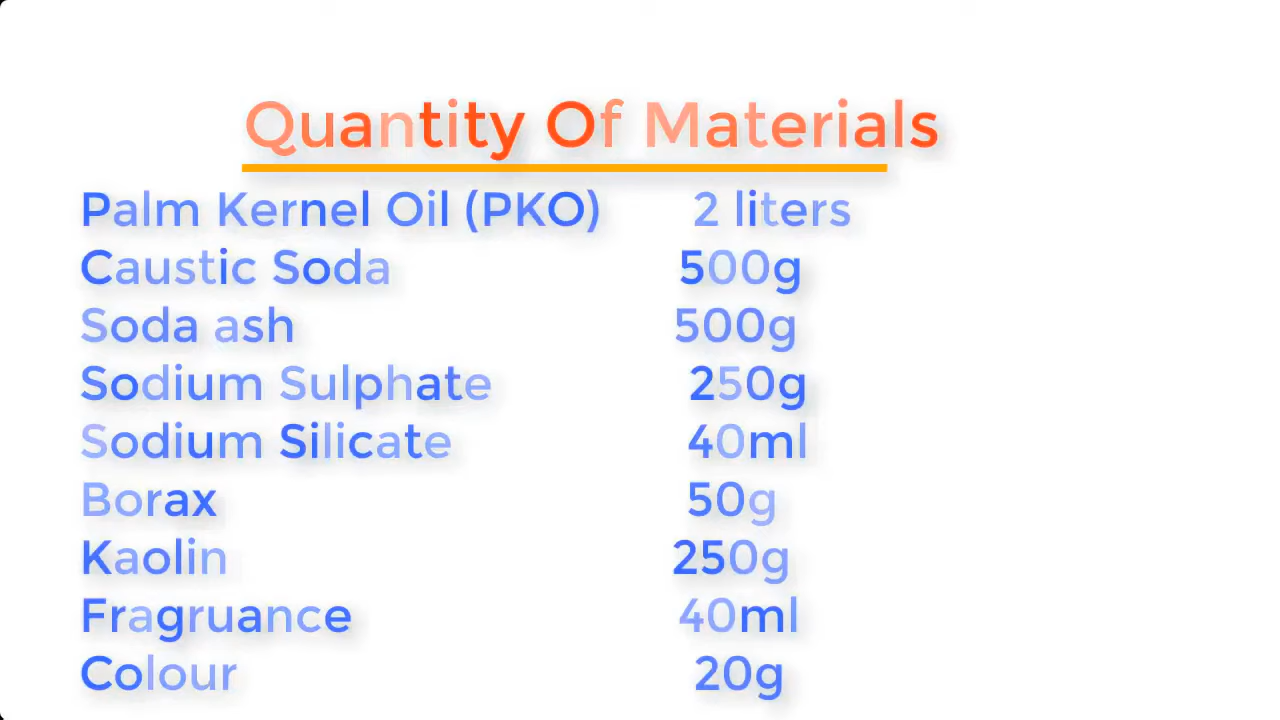 Quantity Of Materials
Palm Kernel Oil (PKO) 2 liters
Caustic Soda 500g
Soda ash 500g
Sodium Sulphate 250g
Sodium Silicate 40ml
Borax 50g
Kaolin 250g
Fragruance 40ml
Colour 20g